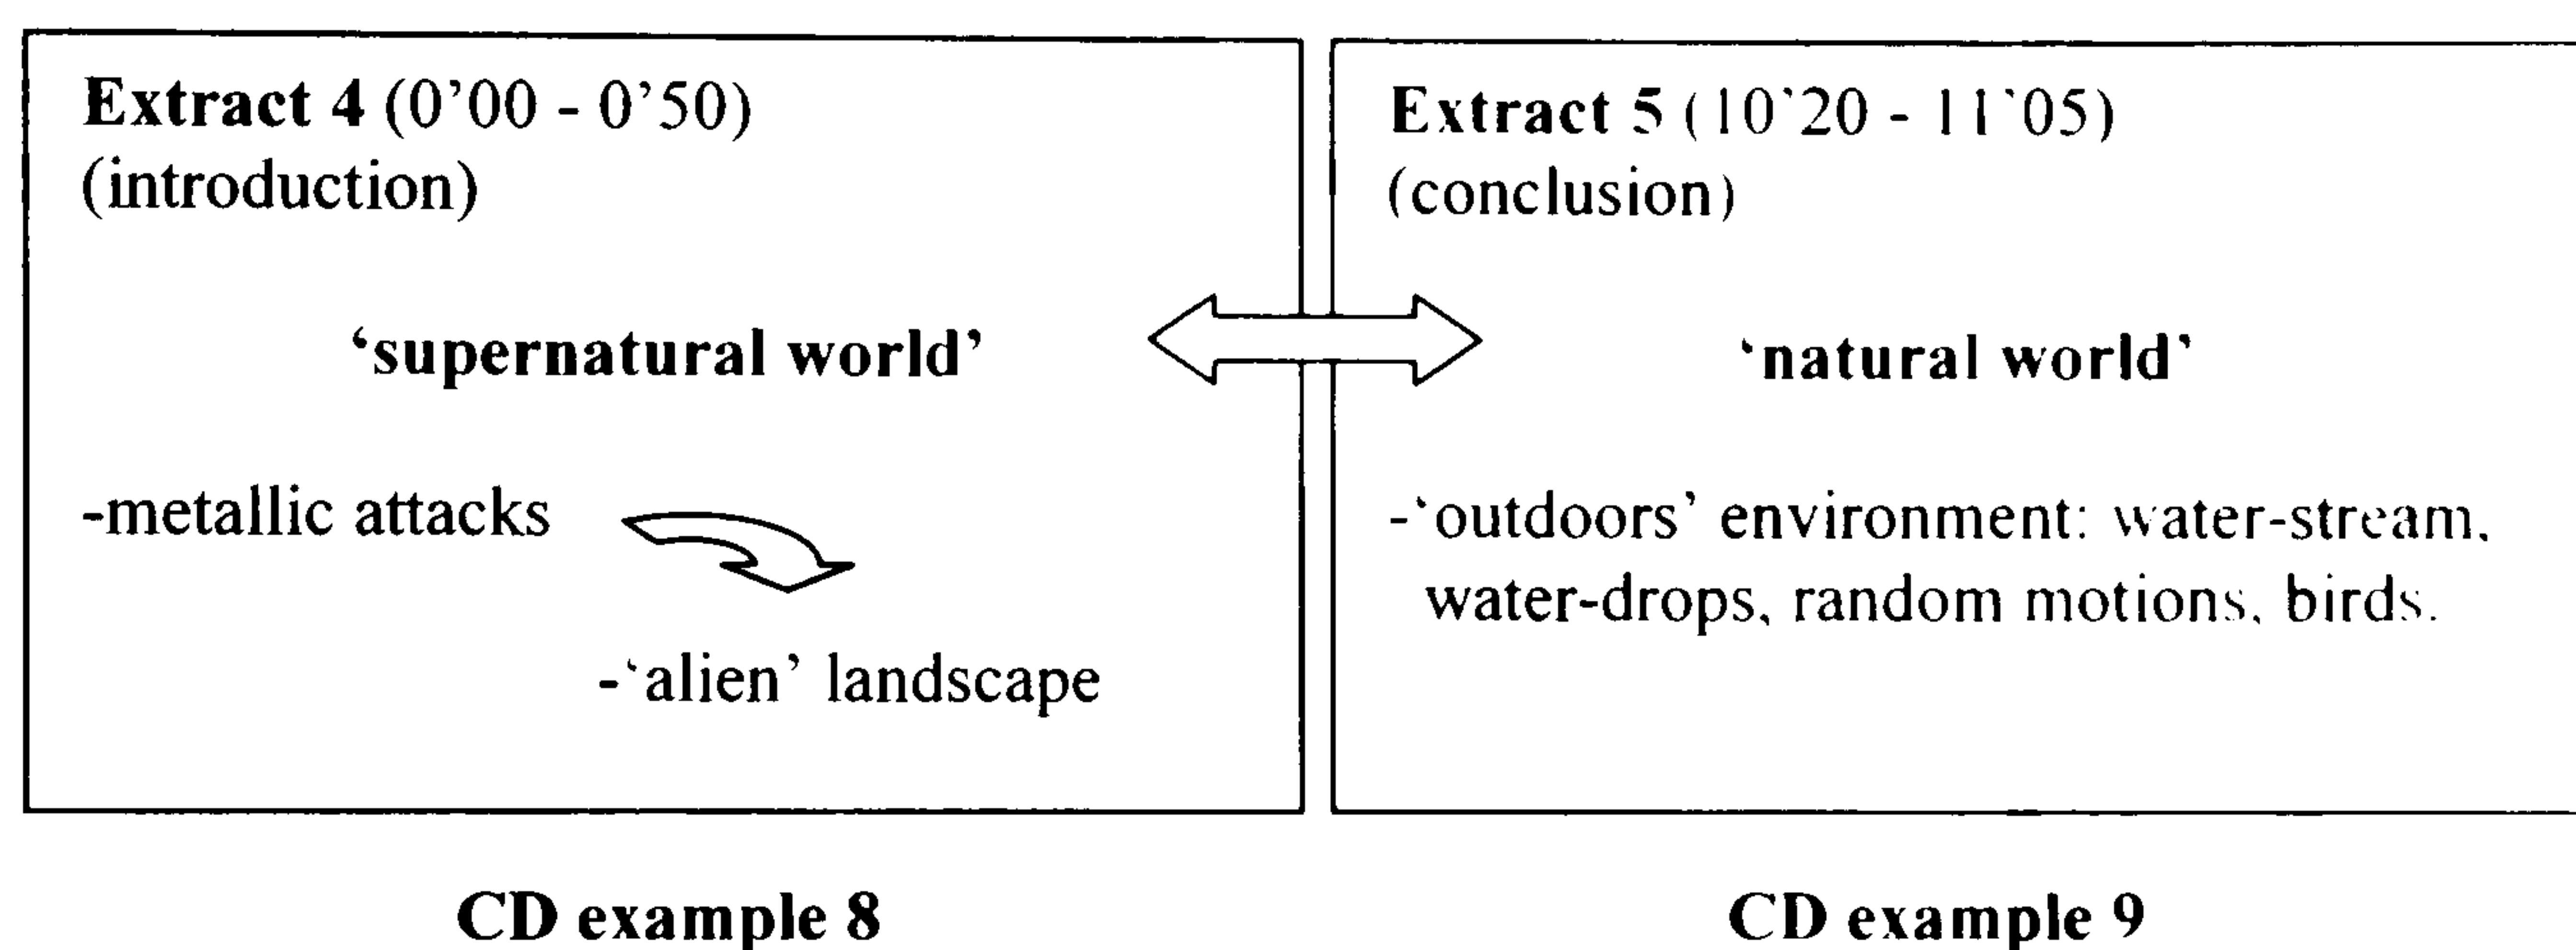 Extract 4 (0’00 - 0’50)
(introduction)
‘supernatural world’
-metallic attacks
-‘alien’ landscape
CD example 8
Extract 5 (10‘20 - 11‘05)
(conclusion)
‘natural world’
-‘outdoors’ environment: water-stream,
water-drops, random motions, birds.
CD example 9